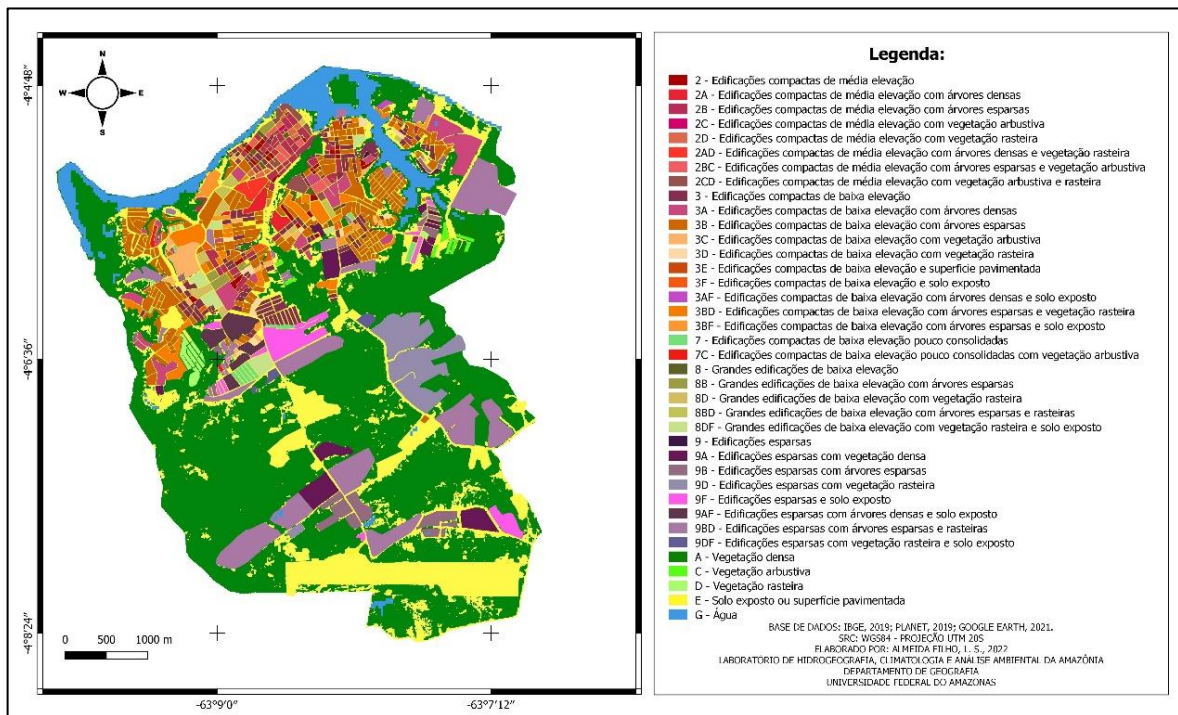 N
W
E
S
-4°4'48"
-4°6'36"
-4°8'24"
0 500 1000 m
-63°9'0"
-63°7'12"
Legenda:
2 - Edificações compactas de média elevação
2A - Edificações compactas de média elevação com árvores densas
2B - Edificações compactas de média elevação com árvores esparsas
2C - Edificações compactas de média elevação com vegetação arbustiva
2D - Edificações compactas de média elevação com vegetação rasteira
2AD - Edificações compactas de média elevação com árvores densas e vegetação rasteira
2BC - Edificações compactas de média elevação com árvores esparsas e vegetação arbustiva
2CD - Edificações compactas de média elevação com vegetação arbustiva e rasteira
3 - Edificações compactas de baixa elevação
3A - Edificações compactas de baixa elevação com árvores densas
3B - Edificações compactas de baixa elevação com árvores esparsas
3C - Edificações compactas de baixa elevação com vegetação arbustiva
3D - Edificações compactas de baixa elevação com vegetação rasteira
3E - Edificações compactas de baixa elevação e superfície pavimentada
3F - Edificações compactas de baixa elevação e solo exposto
3AF - Edificações compactas de baixa elevação com árvores densas e solo exposto
3BD - Edificações compactas de baixa elevação com árvores esparsas e vegetação rasteira
3BF - Edificações compactas de baixa elevação com árvores esparsas e solo exposto
7 - Edificações compactas de baixa elevação pouco consolidadas
7C - Edificações compactas de baixa elevação pouco consolidadas com vegetação arbustiva
8 - Grandes edificações de baixa elevação
8B - Grandes edificações de baixa elevação com árvores esparsas
8D - Grandes edificações de baixa elevação com vegetação rasteira
8BD - Grandes edificações de baixa elevação com árvores esparsas e rasteiras
8DF - Grandes edificações de baixa elevação com vegetação rasteira e solo exposto
9 - Edificações esparsas
9A - Edificações esparsas com vegetação densa
9B - Edificações esparsas com árvores esparsas
9D - Edificações esparsas com vegetação rasteira
9F - Edificações esparsas e solo exposto
9AF - Edificações esparsas com árvores densas e solo exposto
9BD - Edificações esparsas com árvores esparsas e rasteiras
9DF - Edificações esparsas com vegetação rasteira e solo exposto
A - Vegetação densa
C - Vegetação arbustiva
D - Vegetação rasteira
E - Solo exposto ou superfície pavimentada
G - Água
BASE DE DADOS: IBGE, 2019; PLANET, 2019; GOOGLE EARTH, 2021.
SRC: WGS84 - PROJEÇÃO UTM 20S
ELABORADO POR: ALMEIDA FILHO, L. S., 2022
LABORATÓRIO DE HIDROGEOGRAFIA, CLIMATOLOGIA E ANÁLISE AMBIENTAL DA AMAZÔNIA
DEPARTAMENTO DE GEOGRAFIA
UNIVERSIDADE FEDERAL DO AMAZONAS